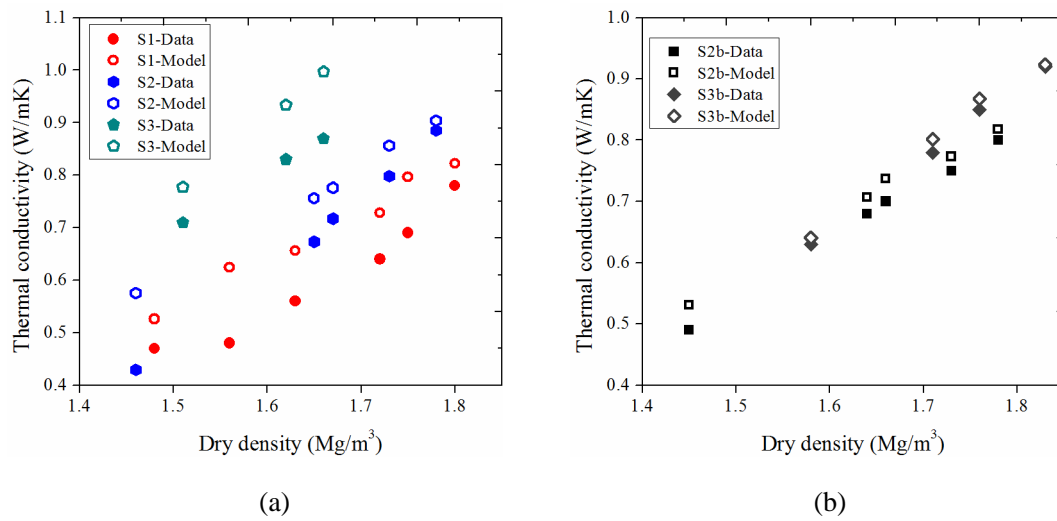 1.1
1.0
0.9
0.8
0.7
0.6
0.5
0.4
Thermal conductivity (W/mK)
S1-Data
S1-Model
S2-Data
S2-Model
S3-Data
S3-Model
1.4 1.5 1.6 1.7 1.8
Dry density (Mg/m³)
(a)
1.0
0.9
0.8
0.7
0.6
0.5
0.4
Thermal conductivity (W/mK)
S2b-Data
S2b-Model
S3b-Data
S3b-Model
1.4 1.5 1.6 1.7 1.8
Dry density (Mg/m³)
(b)